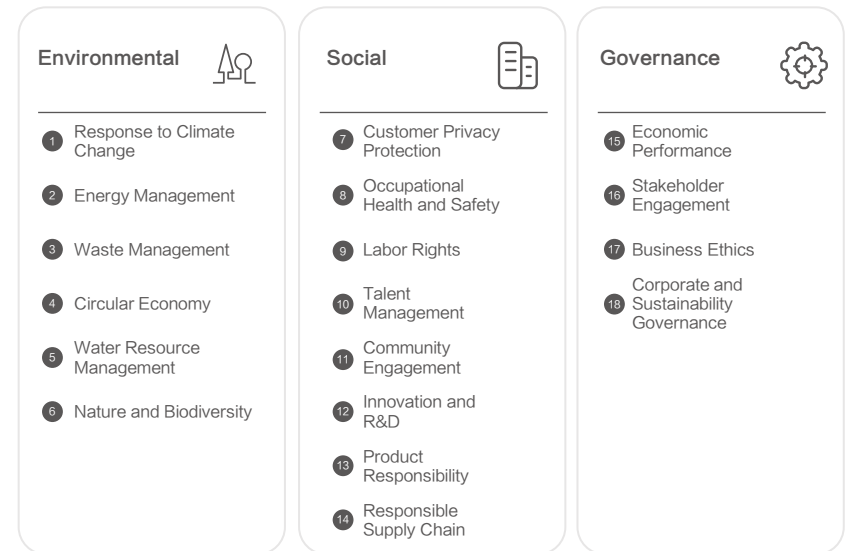 Environmental
1 Response to Climate
Change
2 Energy Management
3 Waste Management
4 Circular Economy
5 Water Resource
Management
6 Nature and Biodiversity
Social
7 Customer Privacy
Protection
8 Occupational
Health and Safety
9 Labor Rights
10 Talent
Management
11 Community
Engagement
12 Innovation and
R&D
13 Product
Responsibility
14 Responsible
Supply Chain
Governance
15 Economic
Performance
16 Stakeholder
Engagement
17 Business Ethics
18 Corporate and
Sustainability
Governance